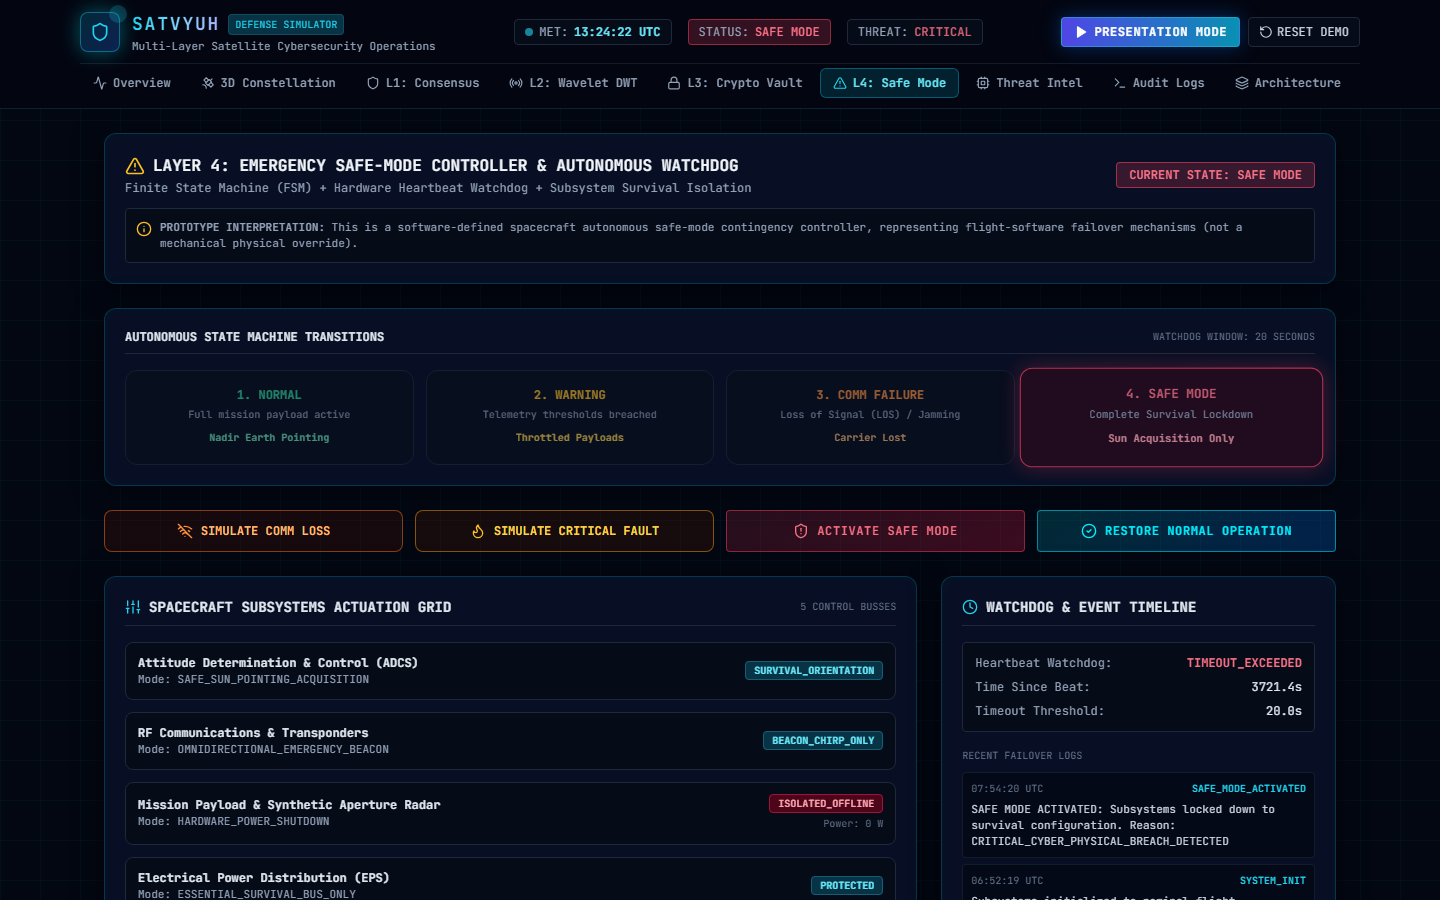 SATVYUH
DEFENSE SIMULATOR
Multi-Layer Satellite Cybersecurity Operations
MET: 13:24:22 UTC
STATUS: SAFE MODE
THREAT: CRITICAL
PRESENTATION MODE
RESET DEMO
Overview
3D Constellation
L1: Consensus
L2: Wavelet DWT
L3: Crypto Vault
L4: Safe Mode
Threat Intel
Audit Logs
Architecture
LAYER 4: EMERGENCY SAFE-MODE CONTROLLER & AUTONOMOUS WATCHDOG
Finite State Machine (FSM) + Hardware Heartbeat Watchdog + Subsystem Survival Isolation
CURRENT STATE: SAFE MODE
PROTOTYPE INTERPRETATION: This is a software-defined spacecraft autonomous safe-mode contingency controller, representing flight-software failover mechanisms (not a
mechanical physical override).
AUTONOMOUS STATE MACHINE TRANSITIONS
WATCHDOG WINDOW: 20 SECONDS
1. NORMAL
Full mission payload active
Nadir Earth Pointing
2. WARNING
Telemetry thresholds breached
Throttled Payloads
3. COMM FAILURE
Loss of Signal (LOS) / Jamming
Carrier Lost
4. SAFE MODE
Complete Survival Lockdown
Sun Acquisition Only
SIMULATE COMM LOSS
SIMULATE CRITICAL FAULT
ACTIVATE SAFE MODE
RESTORE NORMAL OPERATION
SPACECRAFT SUBSYSTEMS ACTUATION GRID
5 CONTROL BUSSES
Attitude Determination & Control (ADCS)
Mode: SAFE_SUN_POINTING_ACQUISITION
SURVIVAL_ORIENTATION
RF Communications & Transponders
Mode: OMNIDIRECTIONAL_EMERGENCY_BEACON
BEACON_CHIRP_ONLY
Mission Payload & Synthetic Aperture Radar
Mode: HARDWARE_POWER_SHUTDOWN
ISOLATED_OFFLINE
Power: 0 W
Electrical Power Distribution (EPS)
Mode: ESSENTIAL_SURVIVAL_BUS_ONLY
PROTECTED
WATCHDOG & EVENT TIMELINE
Heartbeat Watchdog: TIMEOUT_EXCEEDED
Time Since Beat: 3721.4s
Timeout Threshold: 20.0s
RECENT FAILOVER LOGS
07:54:20 UTC
SAFE_MODE_ACTIVATED
SAFE MODE ACTIVATED: Subsystems locked down to
survival configuration. Reason:
CRITICAL_CYBER_PHYSICAL_BREACH_DETECTED
06:52:19 UTC
SYSTEM_INIT